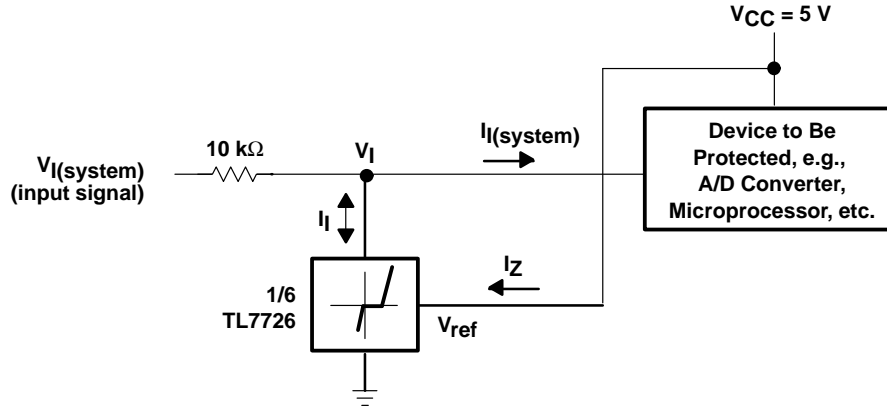 VCC = 5 V
10 kΩ
VI
II(system)
Device to Be
Protected, e.g.,
A/D Converter,
Microprocessor, etc.
VI(system)
(input signal)
II
IZ
1/6
TL7726
Vref